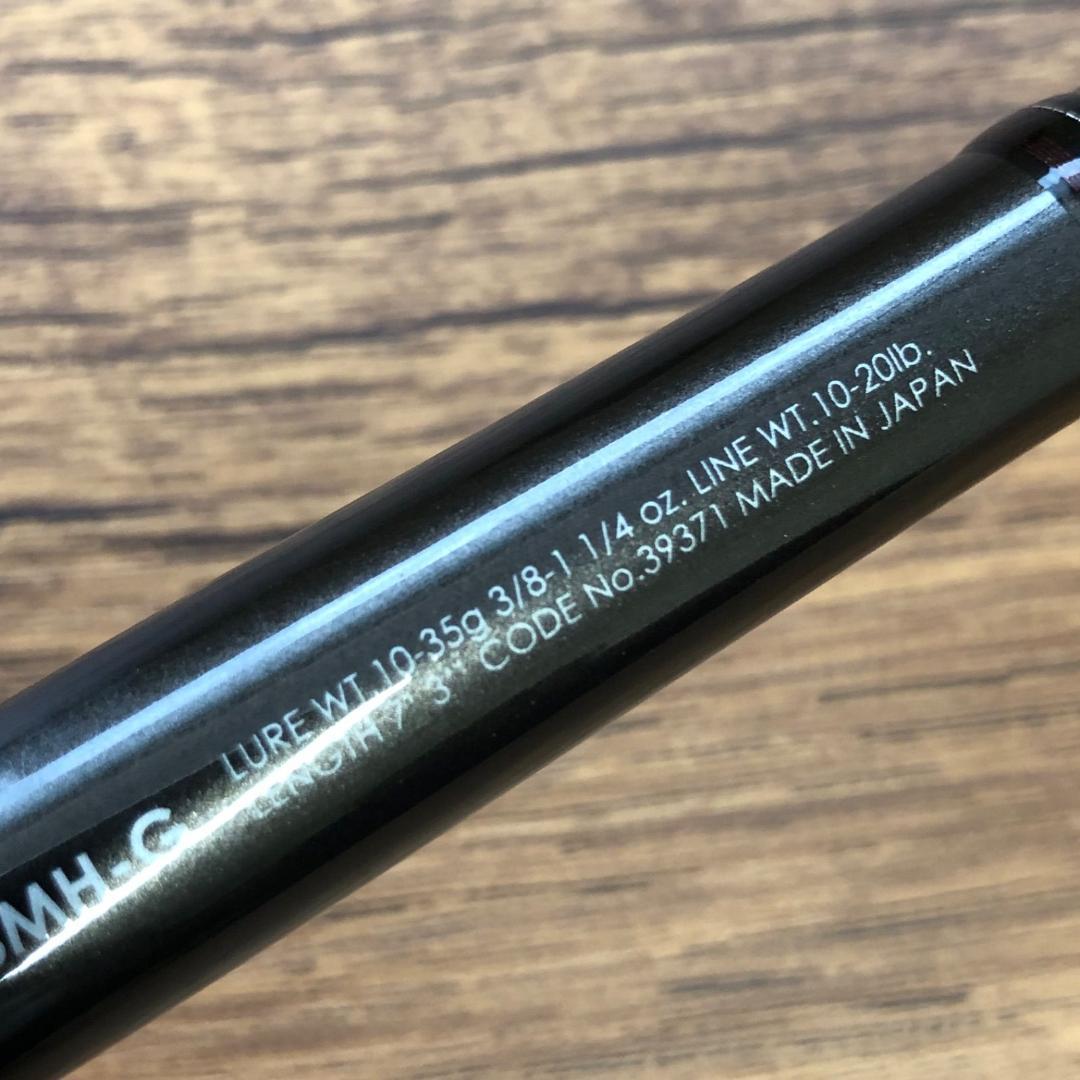 MH-G
LURE WT.10-35g 3/8-1 1/4 oz. LINE WT.10-20lb.
LENGTH 7' 3" CODE No.39371 MADE IN JAPAN